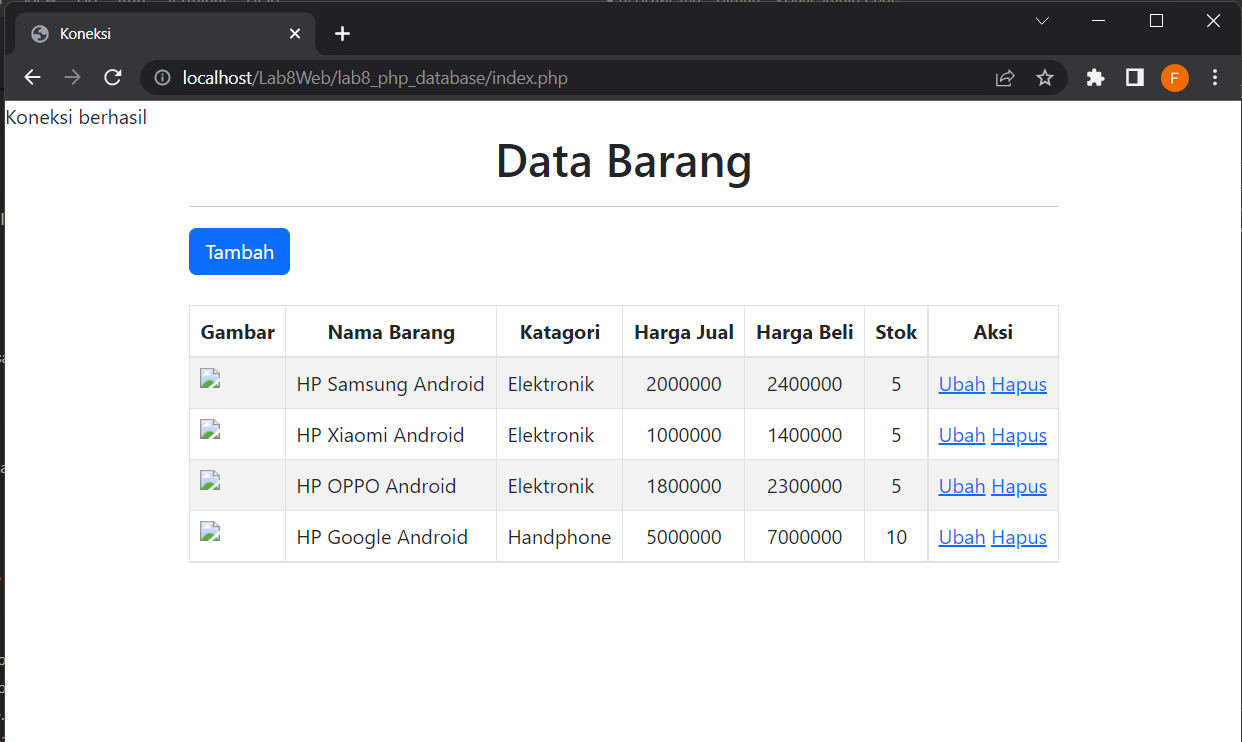 Koneksi
localhost/Lab8Web/lab8_php_database/index.php
F
Koneksi berhasil
Data Barang
Tambah
Gambar Nama Barang Katagori Harga Jual Harga Beli Stok Aksi
HP Samsung Android Elektronik 2000000 2400000 5 Ubah Hapus
HP Xiaomi Android Elektronik 1000000 1400000 5 Ubah Hapus
HP OPPO Android Elektronik 1800000 2300000 5 Ubah Hapus
HP Google Android Handphone 5000000 7000000 10 Ubah Hapus